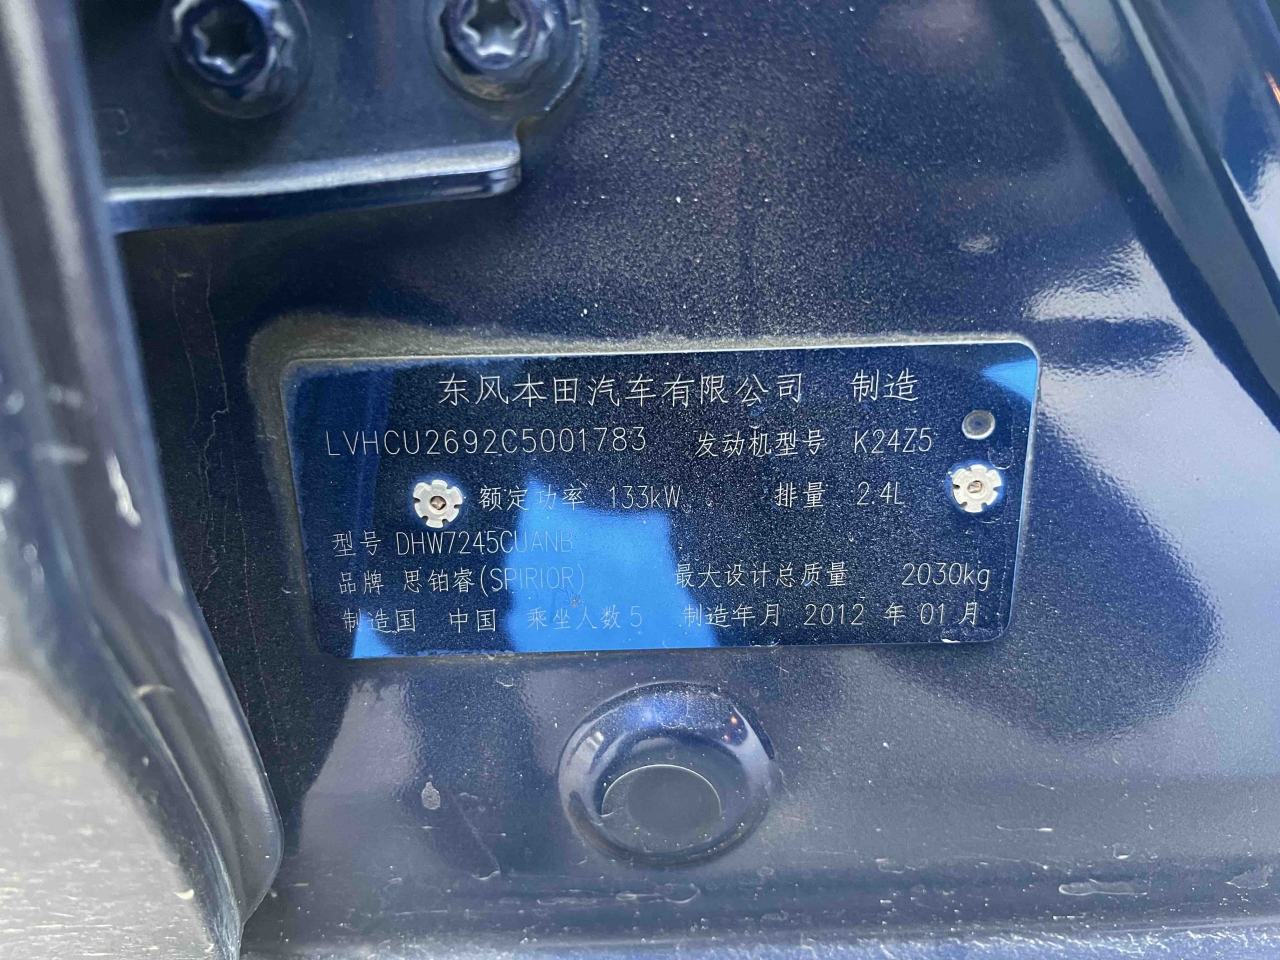 东风本田汽车有限公司 制造
LVHCU2692C5001783 发动机型号 K24Z5
额定功率 133kW 排量 2.4L
型号 DHW7245CUANB
品牌 思铂睿(SPIRIOR) 最大设计总质量 2030kg
制造国 中国 乘坐人数 5 制造年月 2012 年 01 月